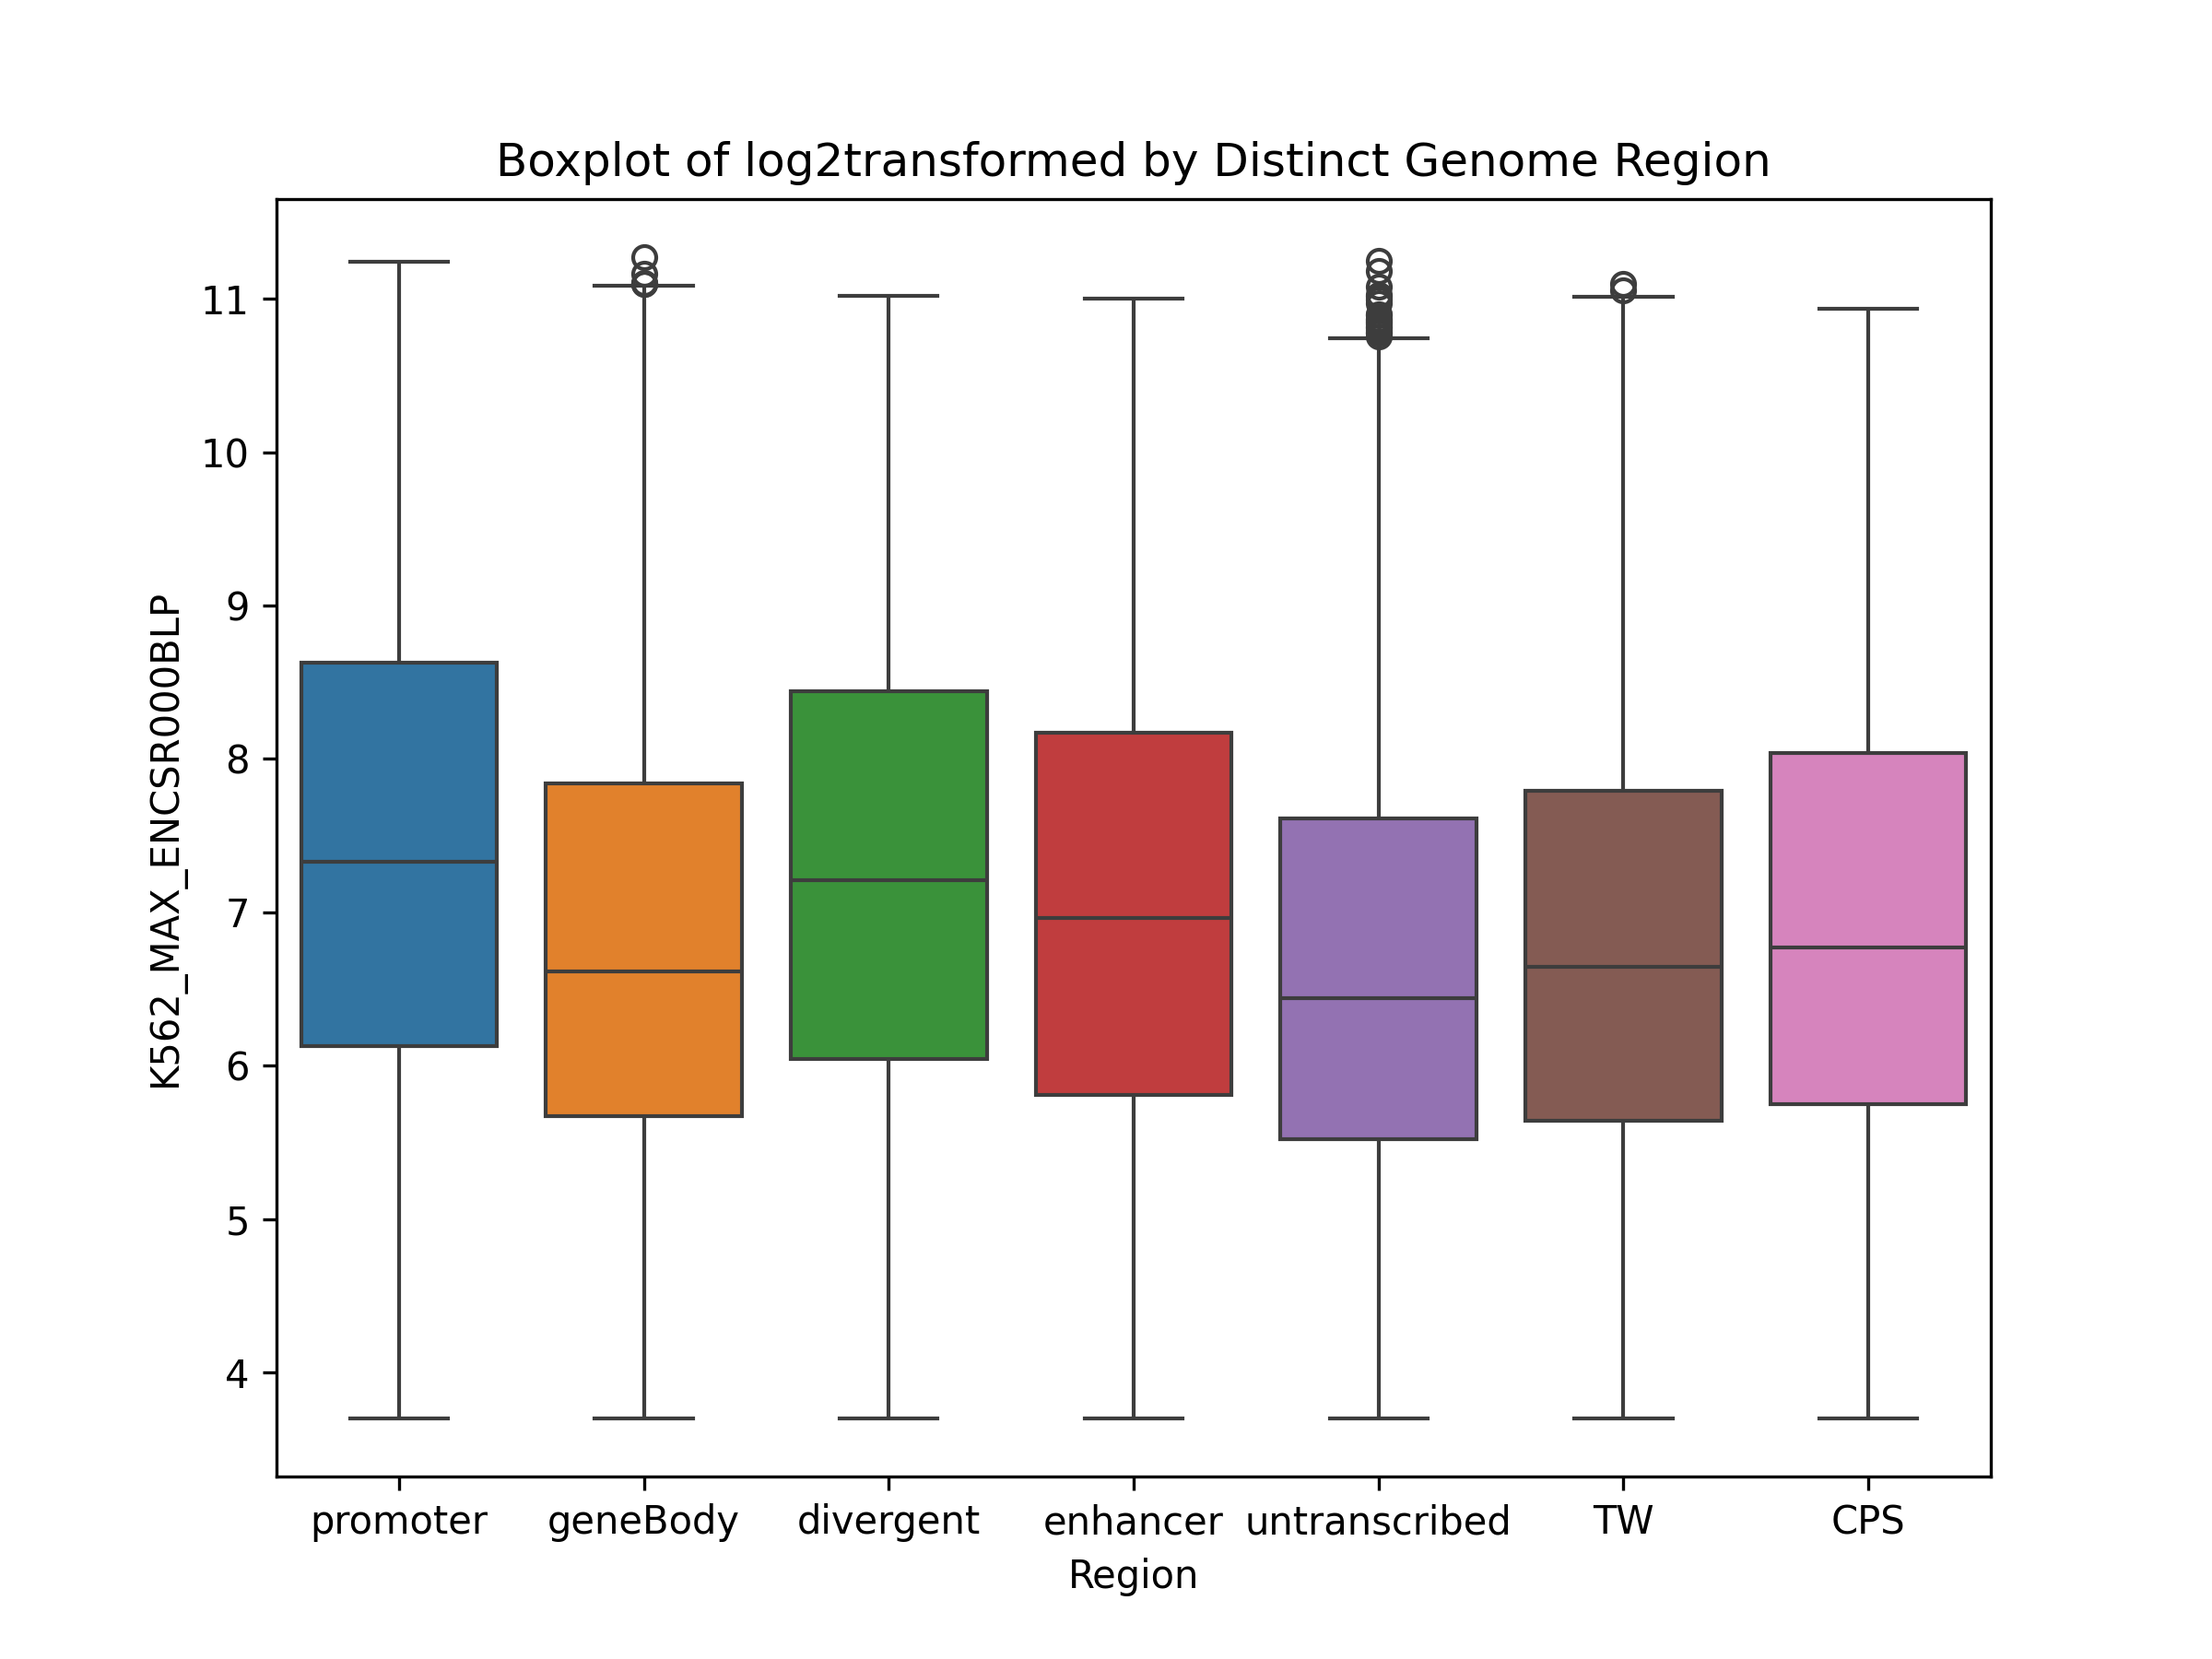 Boxplot of log2transformed by Distinct Genome Region
K562_MAX_ENCSR000BLP
11
10
9
8
7
6
5
4
promoter geneBody divergent enhancer untranscribed TW CPS
Region